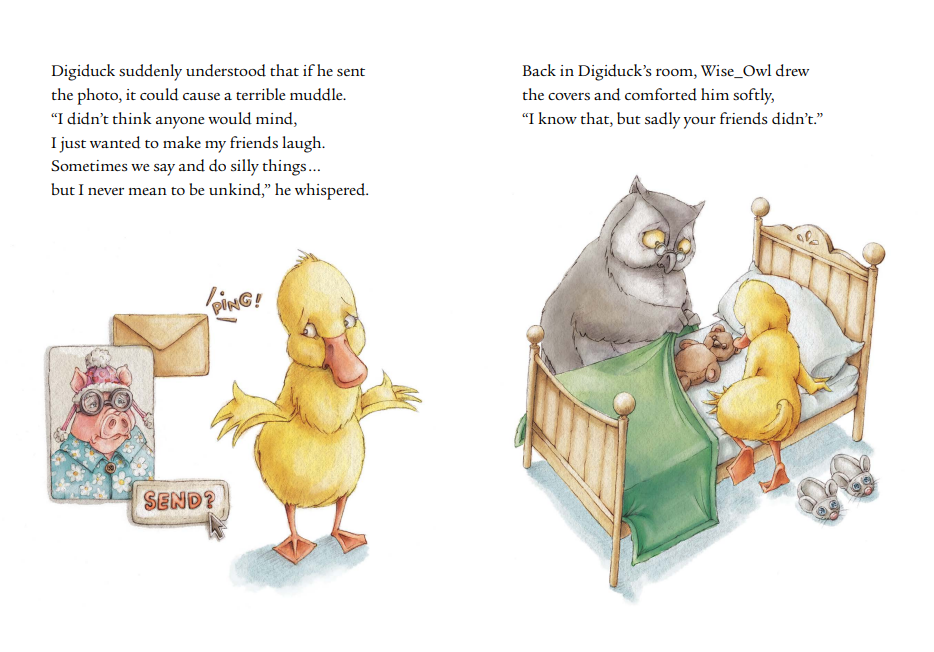 Digiduck suddenly understood that if he sent
the photo, it could cause a terrible muddle.
“I didn’t think anyone would mind,
I just wanted to make my friends laugh.
Sometimes we say and do silly things…
but I never mean to be unkind,” he whispered.
PING!
SEND?
Back in Digiduck’s room, Wise_Owl drew
the covers and comforted him softly,
“I know that, but sadly your friends didn’t.”